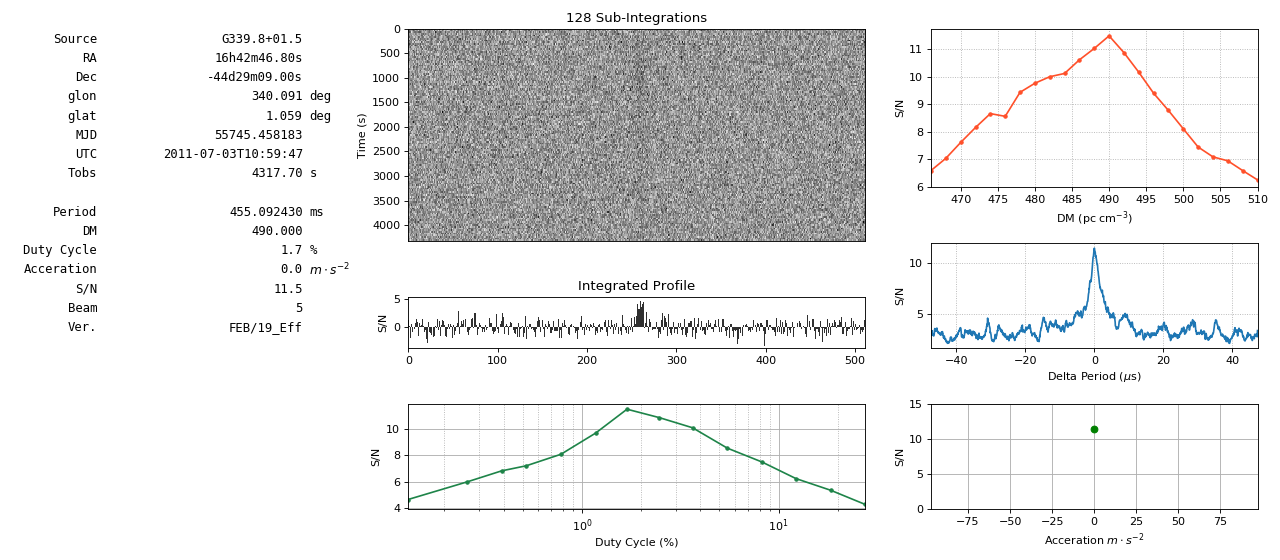 Source G339.8+01.5
RA 16h42m46.80s
Dec -44d29m09.00s
glon 340.091 deg
glat 1.059 deg
MJD 55745.458183
UTC 2011-07-03T10:59:47
Tobs 4317.70 s
Period 455.092430 ms
DM 490.000
Duty Cycle 1.7 %
Acceration 0.0 m · s⁻²
S/N 11.5
Beam 5
Ver. FEB/19_Eff
128 Sub-Integrations
Time (s)
0
500
1000
1500
2000
2500
3000
3500
4000
Integrated Profile
S/N
5
0
0 100 200 300 400 500
S/N
10
8
6
4
10⁰ 10¹
Duty Cycle (%)
S/N
11
10
9
8
7
6
470 475 480 485 490 495 500 505 510
DM (pc cm⁻³)
S/N
10
5
−40 −20 0 20 40
Delta Period (μs)
S/N
15
10
5
0
−75 −50 −25 0 25 50 75
Acceration m · s⁻²